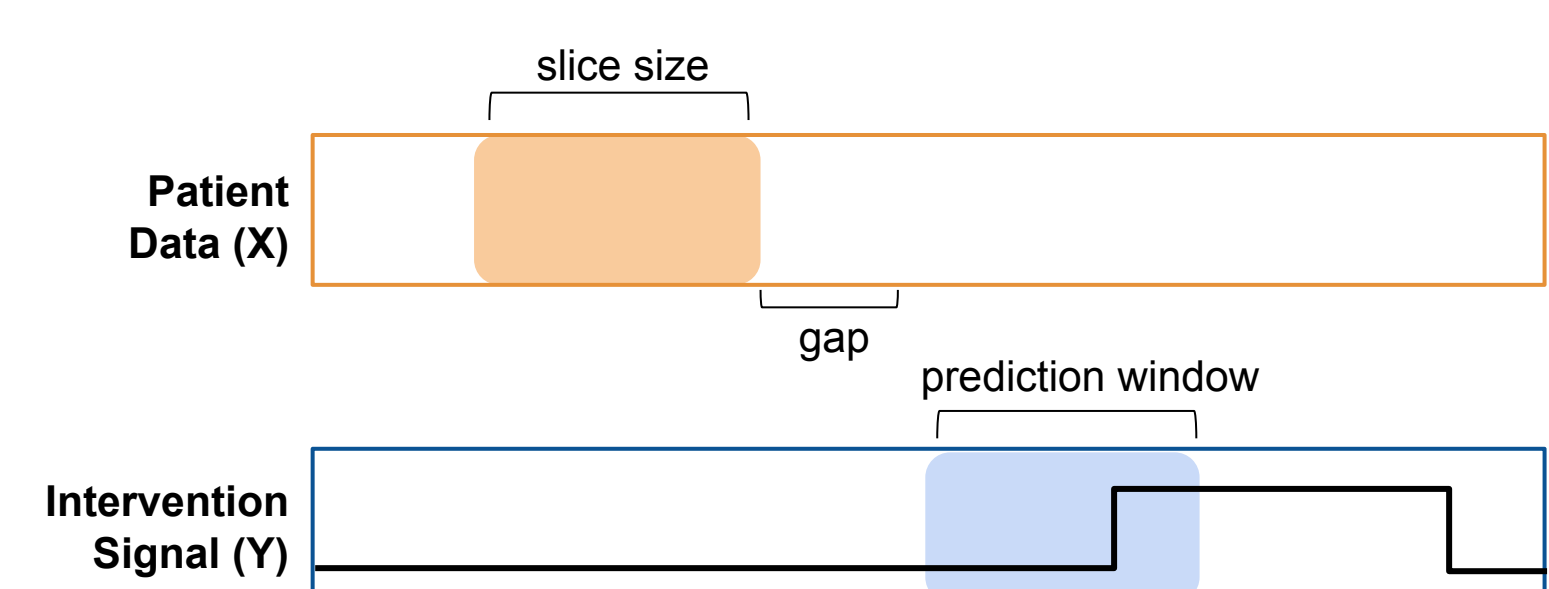 slice size
Patient
Data (X)
gap
prediction window
Intervention
Signal (Y)